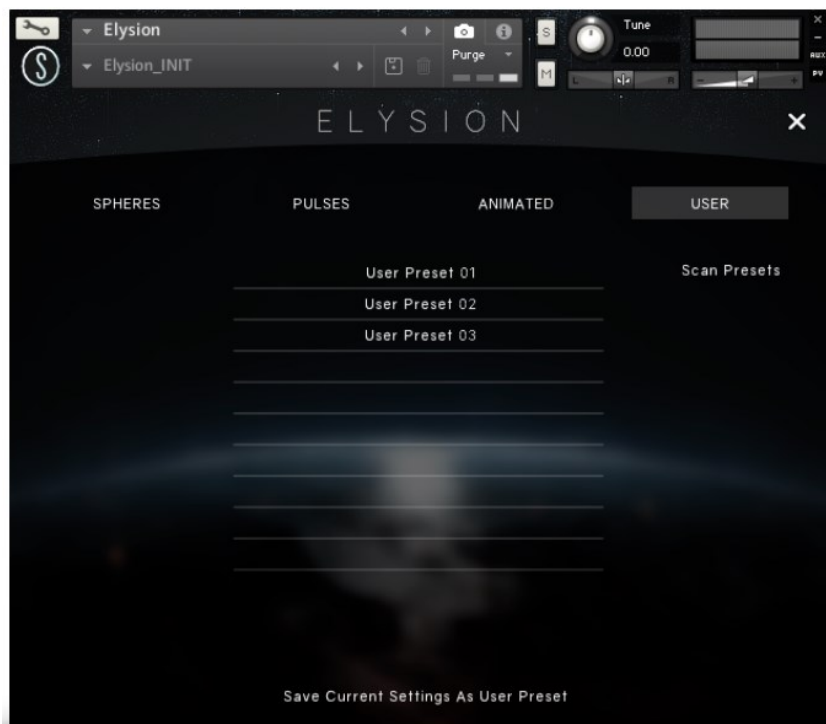 Elysion
S
Tune
0.00
AUX
PV
Elysion_INIT
Purge
M
L
R
ELYSION
SPHERES
PULSES
ANIMATED
USER
User Preset 01
Scan Presets
User Preset 02
User Preset 03
Save Current Settings As User Preset